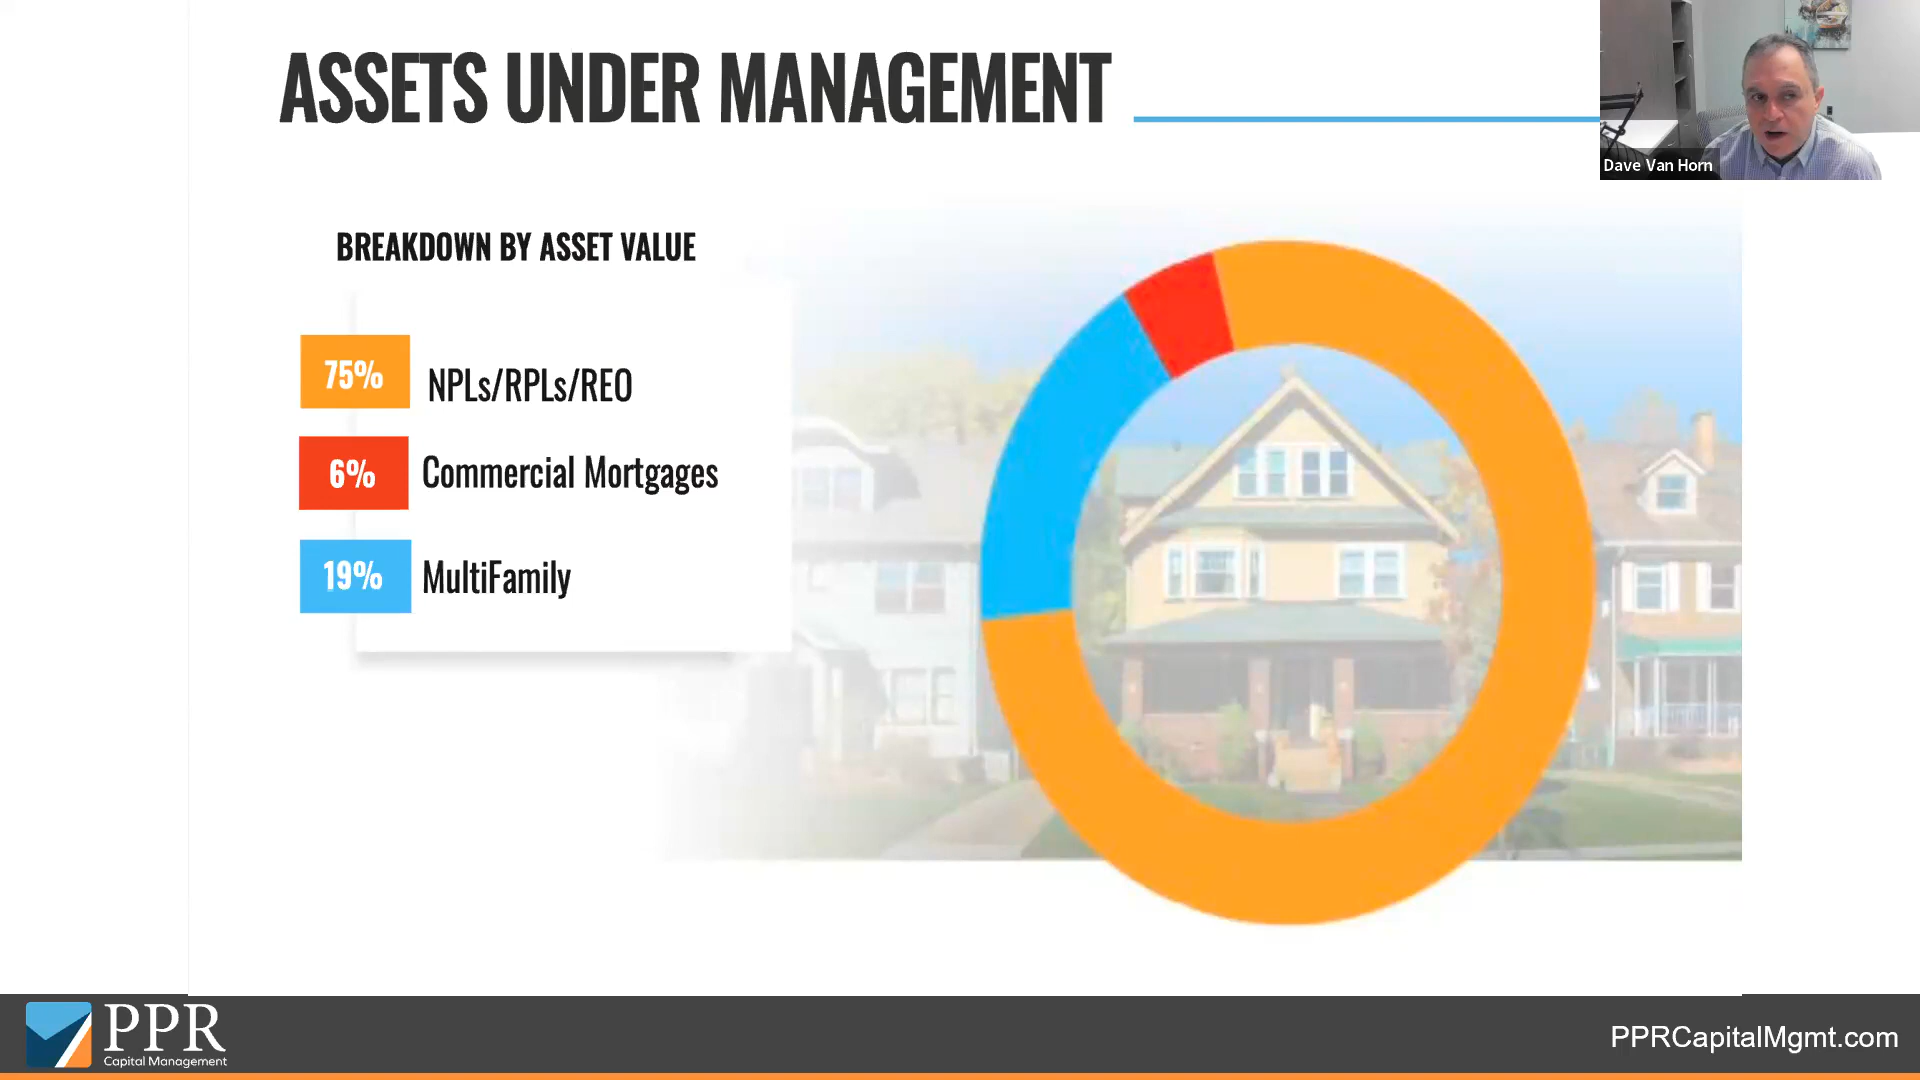 ASSETS UNDER MANAGEMENT
Dave Van Horn
BREAKDOWN BY ASSET VALUE
75% NPLs/RPLs/REO
6% Commercial Mortgages
19% MultiFamily
PPR
Capital Management
PPRCapitalMgmt.com